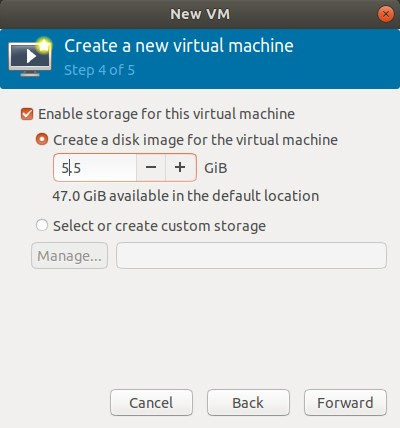 New VM
Create a new virtual machine
Step 4 of 5
Enable storage for this virtual machine
Create a disk image for the virtual machine
5.5 − + GiB
47.0 GiB available in the default location
Select or create custom storage
Manage...
Cancel Back Forward